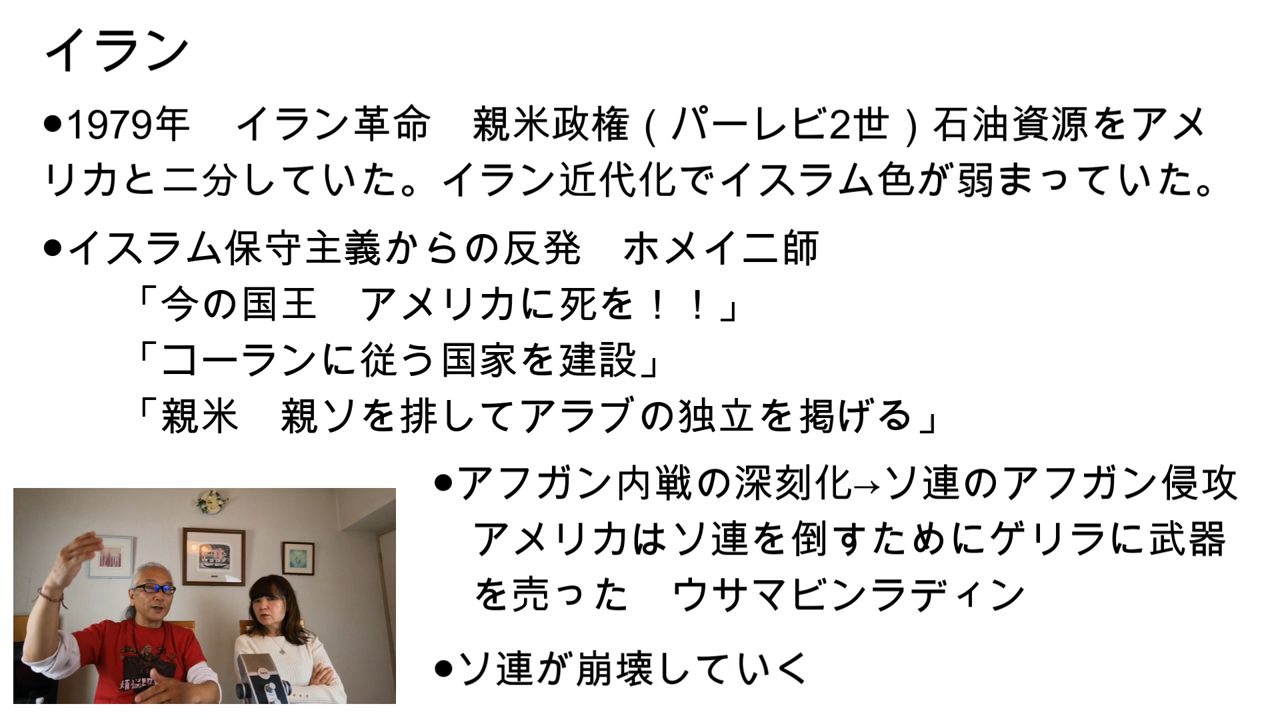 イラン
●1979年　イラン革命　親米政権（パーレビ2世）石油資源をアメ
リカと二分していた。イラン近代化でイスラム色が弱まっていた。
●イスラム保守主義からの反発　ホメイニ師
「今の国王　アメリカに死を！！」
「コーランに従う国家を建設」
「親米　親ソを排してアラブの独立を掲げる」
●アフガン内戦の深刻化→ソ連のアフガン侵攻
アメリカはソ連を倒すためにゲリラに武器
を売った　ウサマビンラディン
●ソ連が崩壊していく